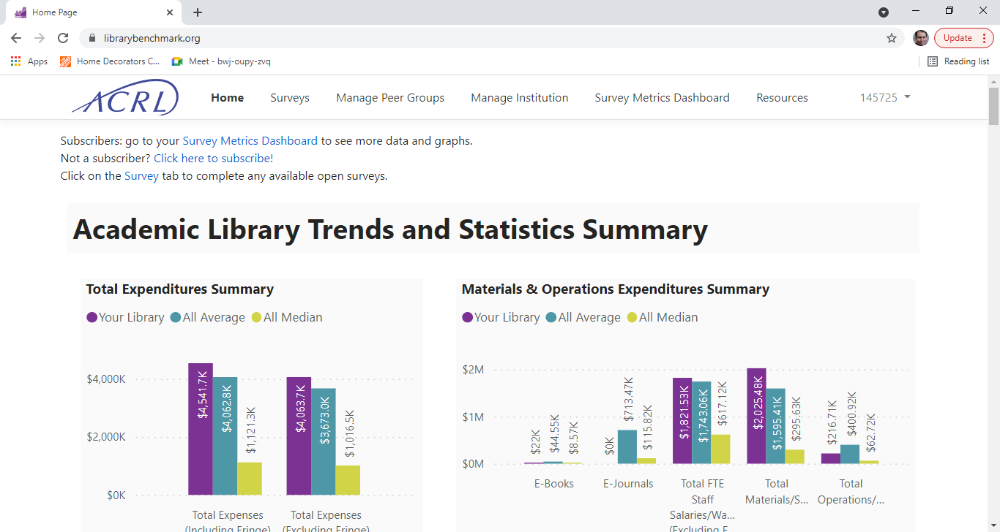 Home Page
librarybenchmark.org
Update
Apps
Home Decorators C...
Meet - bwj-oupy-zvq
Reading list
ACRL
Home
Surveys
Manage Peer Groups
Manage Institution
Survey Metrics Dashboard
Resources
145725
Subscribers: go to your Survey Metrics Dashboard to see more data and graphs.
Not a subscriber? Click here to subscribe!
Click on the Survey tab to complete any available open surveys.
Academic Library Trends and Statistics Summary
Total Expenditures Summary
Your Library All Average All Median
$4,000K
$2,000K
$0K
$4,541.7K
$4,062.8K
$1,121.3K
$4,063.7K
$3,673.0K
$1,016.5K
Total Expenses
(Including Fringe)
Total Expenses
(Excluding Fringe)
Materials & Operations Expenditures Summary
Your Library All Average All Median
$2M
$1M
$0M
$22K
$44.55K
$8.57K
$0K
$713.47K
$115.82K
$1,821.53K
$1,743.06K
$617.12K
$2,025.48K
$1,595.41K
$295.63K
$216.71K
$400.92K
$62.72K
E-Books
E-Journals
Total FTE
Staff
Salaries/Wa...
(Excluding F...
Total
Materials/S...
Total
Operations/...